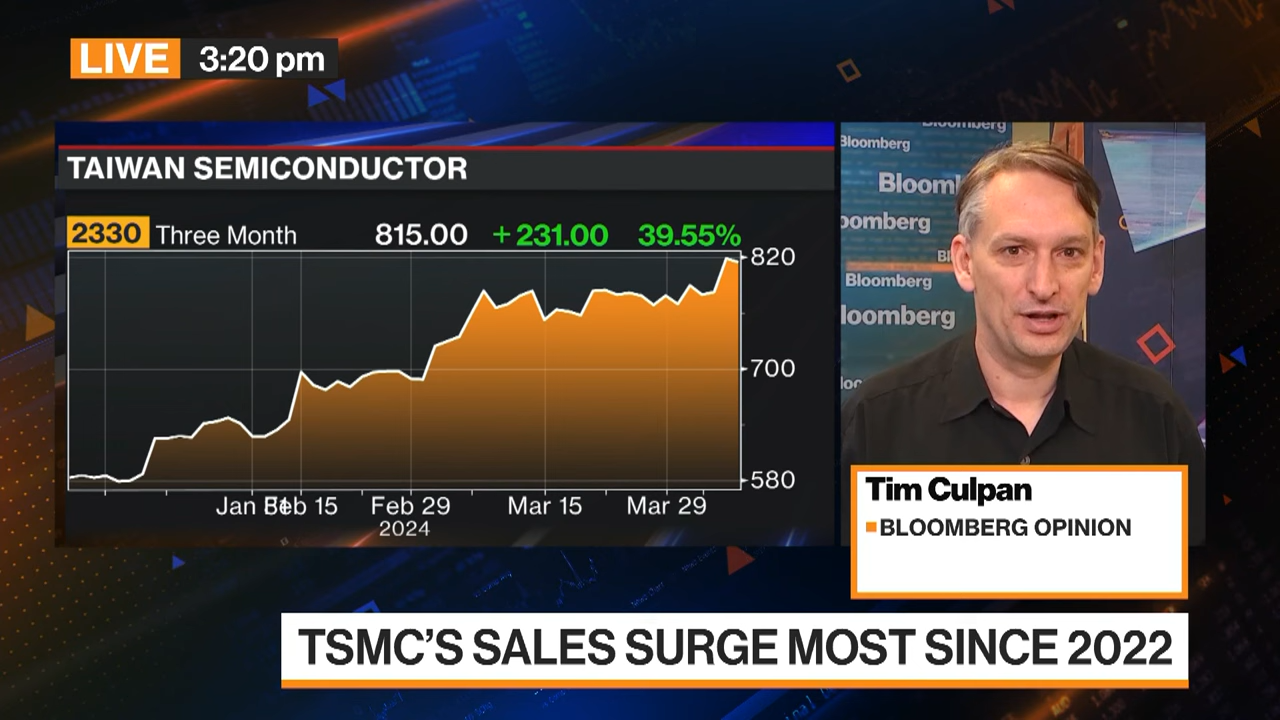 LIVE 3:20 pm
TAIWAN SEMICONDUCTOR
2330 Three Month 815.00 +231.00 39.55%
820
700
580
Jan 31 Feb 15 Feb 29 Mar 15 Mar 29
2024
Bloomberg
Bloomberg
Bloomberg
Tim Culpan
BLOOMBERG OPINION
TSMC'S SALES SURGE MOST SINCE 2022